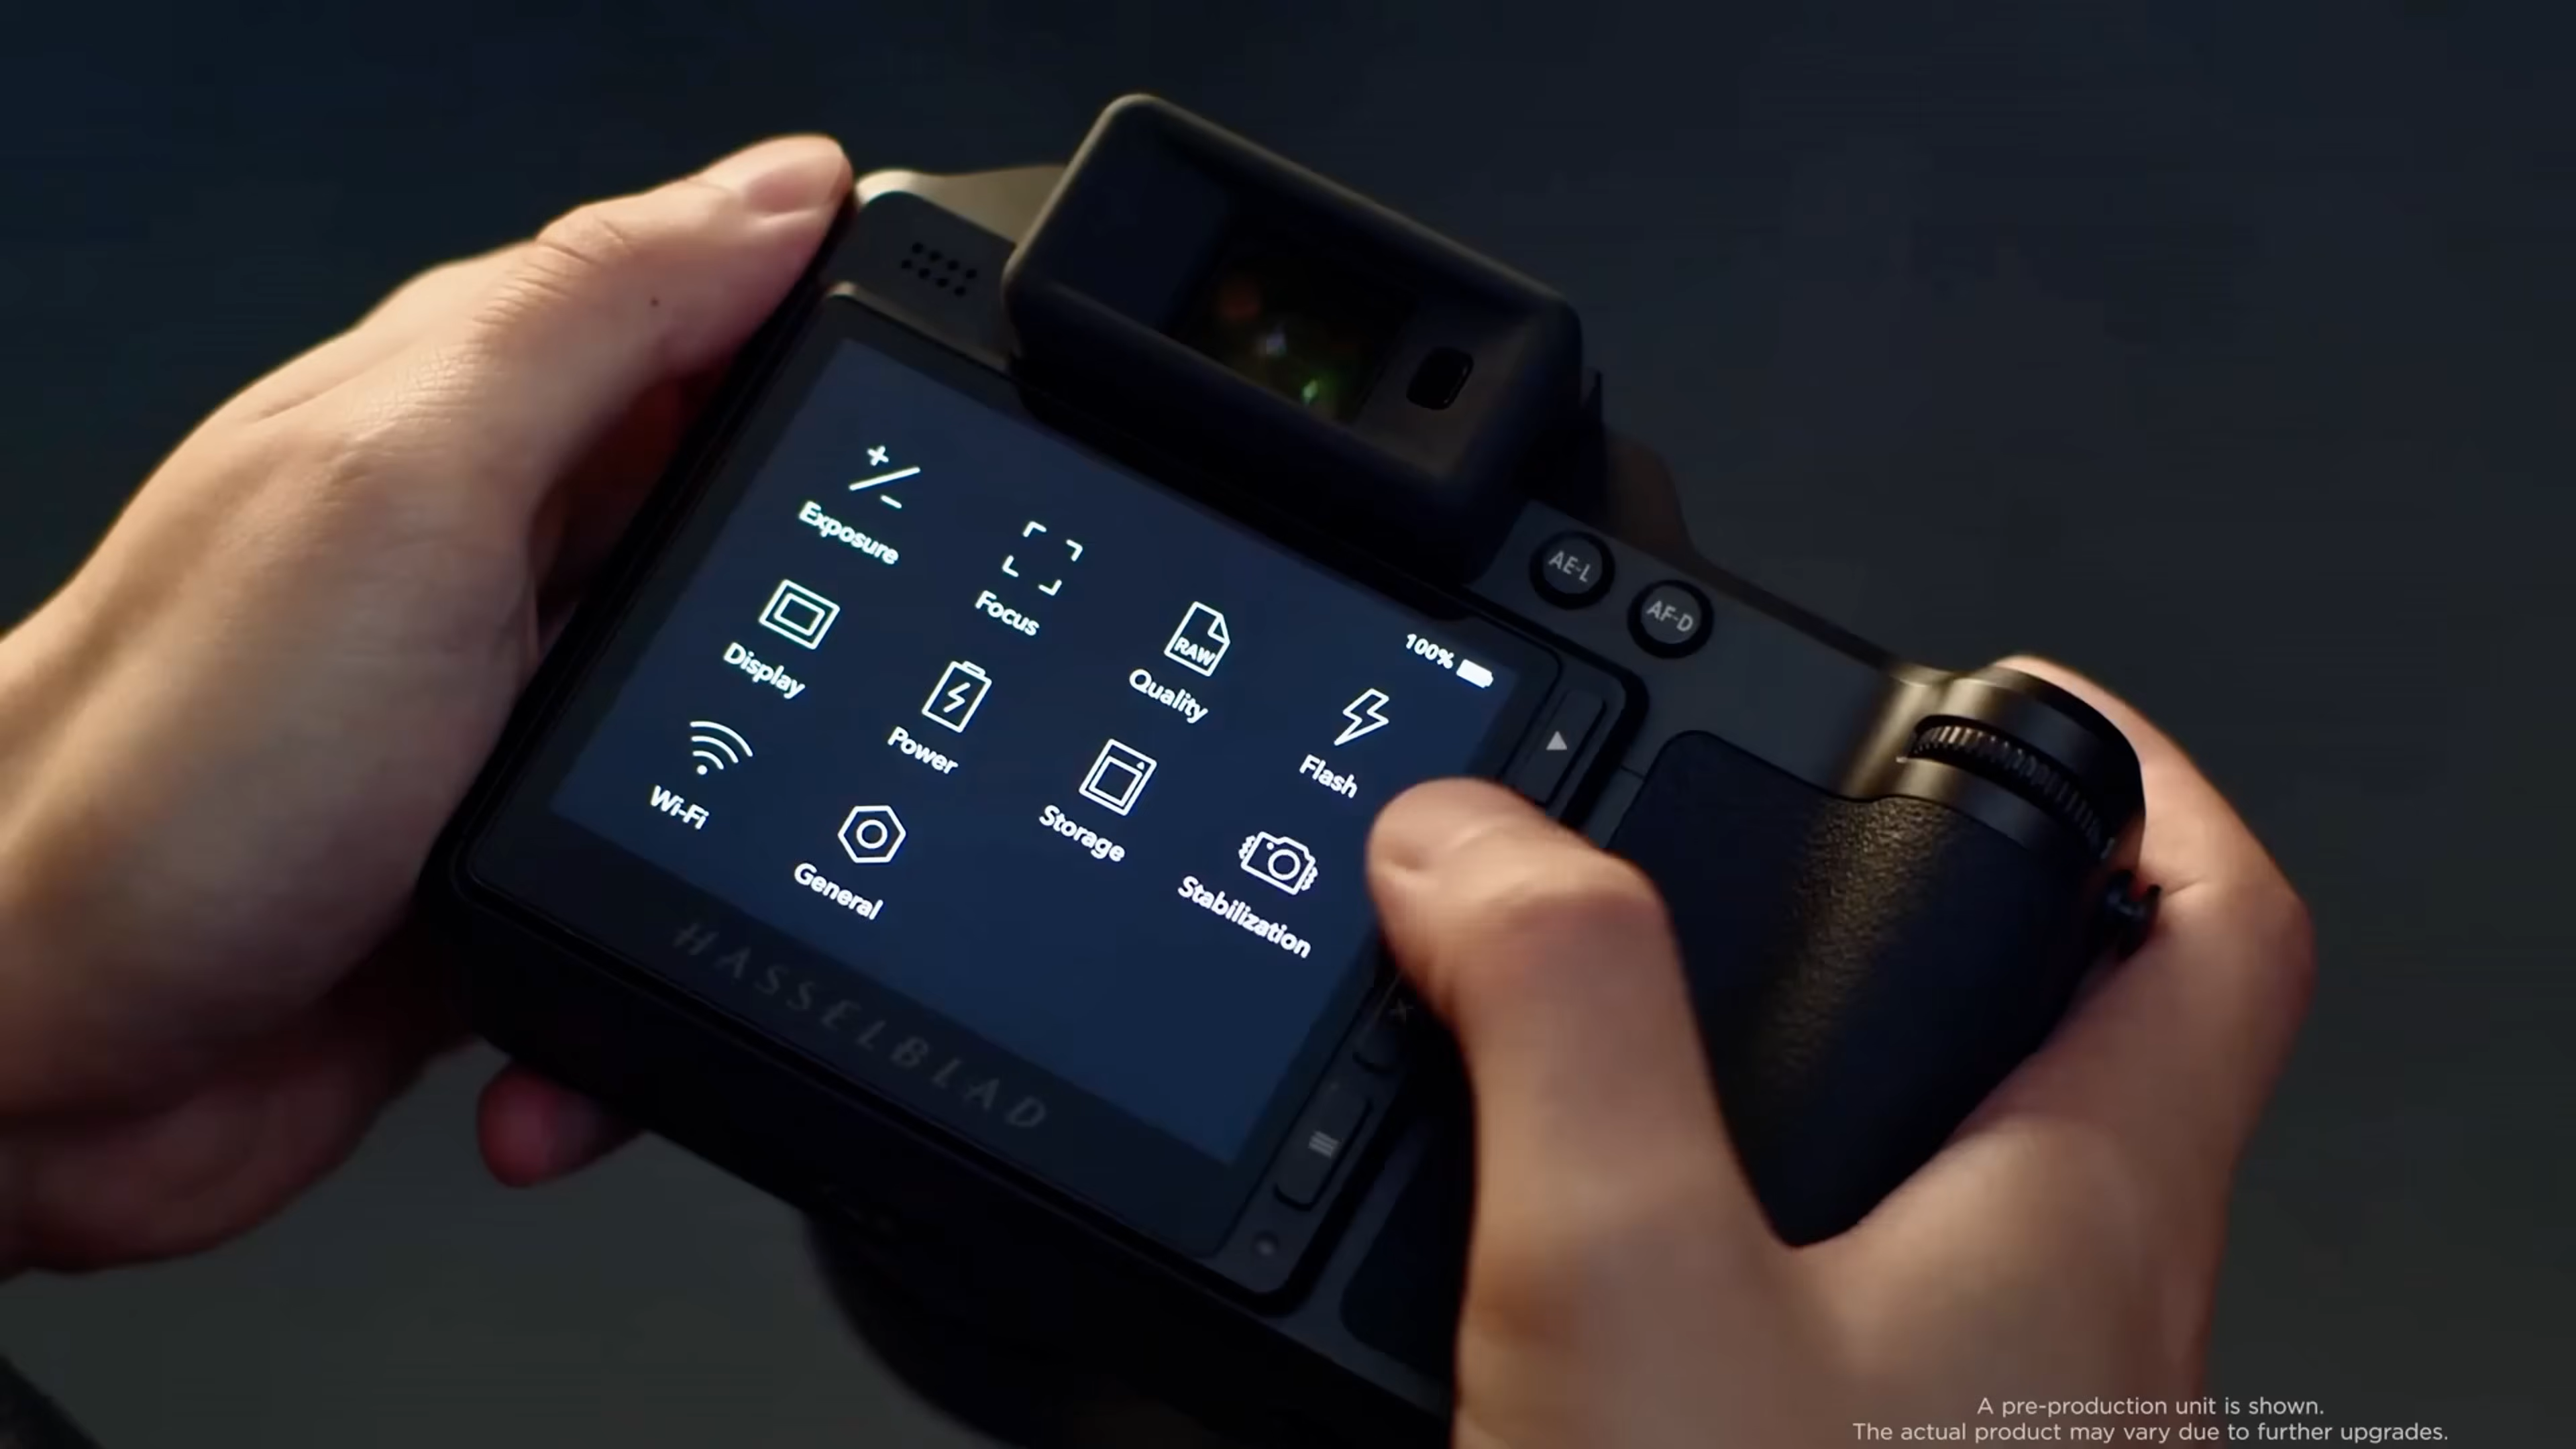 100%
Exposure
Focus
RAW
Quality
Flash
Display
Power
Storage
Stabilization
Wi-Fi
General
HASSELBLAD
AE-L
AF-D
A pre-production unit is shown.
The actual product may vary due to further upgrades.